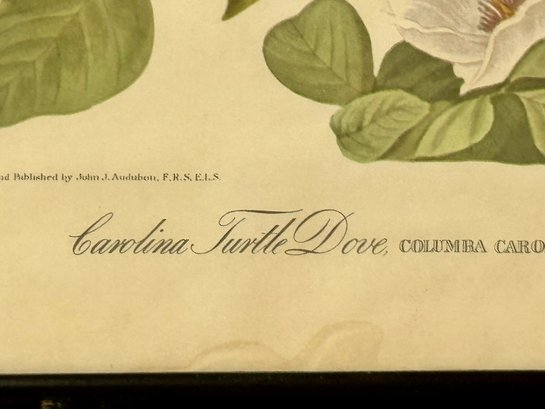 nd Published by John J. Audubon, F.R.S. E.L.S.
Carolina Turtle Dove, COLUMBA CARO